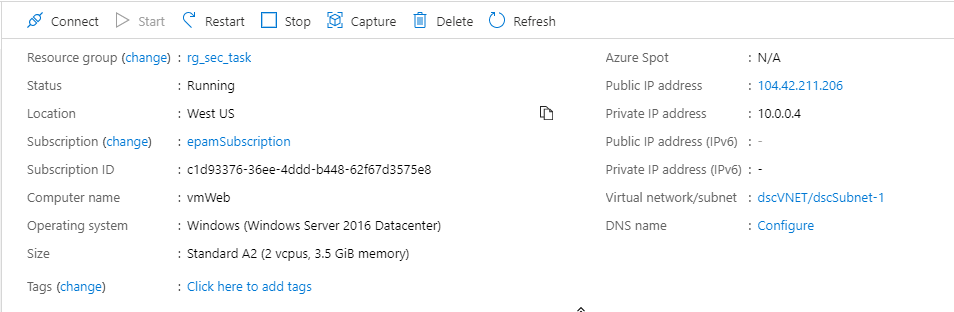 Connect Start Restart Stop Capture Delete Refresh
Resource group (change) : rg_sec_task
Status : Running
Location : West US
Subscription (change) : epamSubscription
Subscription ID : c1d93376-36ee-4ddd-b448-62f67d3575e8
Computer name : vmWeb
Operating system : Windows (Windows Server 2016 Datacenter)
Size : Standard A2 (2 vcpus, 3.5 GiB memory)
Tags (change) : Click here to add tags
Azure Spot : N/A
Public IP address : 104.42.211.206
Private IP address : 10.0.0.4
Public IP address (IPv6) : -
Private IP address (IPv6) : -
Virtual network/subnet : dscVNET/dscSubnet-1
DNS name : Configure